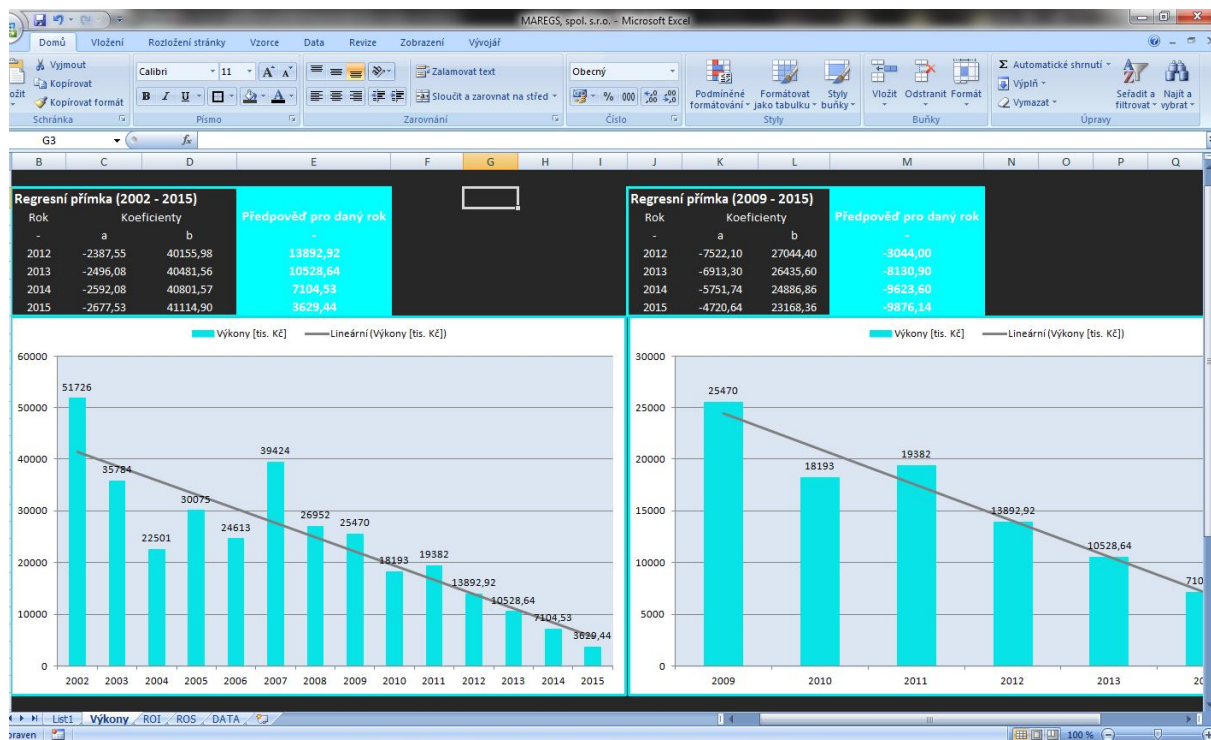 MAREGS, spol. s.r.o. - Microsoft Excel
Domů Vložení Rozložení stránky Vzorce Data Revize Zobrazení Vývojář
Vyjmout
Kopírovat
Kopírovat formát
Schránka
Calibri 11
B I U
Písmo
Zalamovat text
Sloučit a zarovnat na střed
Zarovnání
Obecný
% 000
Číslo
Podmíněné formátování
Formátovat jako tabulku
Styly buňky
Styly
Vložit Odstranit Formát
Buňky
Σ Automatické shrnutí
Výplň
Vymazat
Seřadit a filtrovat
Najít a vybrat
Úpravy
G3 fx
B C D E F G H I J K L M N O P Q
Regresní přímka (2002 - 2015)
Rok Koeficienty Předpověď pro daný rok
- a b -
2012 -2387,55 40155,98 13892,92
2013 -2496,08 40481,56 10528,64
2014 -2592,08 40801,57 7104,53
2015 -2677,53 41114,90 3629,44
Regresní přímka (2009 - 2015)
Rok Koeficienty Předpověď pro daný rok
- a b -
2012 -7522,10 27044,40 -3044,00
2013 -6913,30 26435,60 -8130,90
2014 -5751,74 24886,86 -9623,60
2015 -4720,64 23168,36 -9876,14
Výkony [tis. Kč] Lineární (Výkony [tis. Kč])
60000
50000
40000
30000
20000
10000
0
51726
35784
22501
30075
24613
39424
26952
25470
18193
19382
13892,92
10528,64
7104,53
3629,44
2002 2003 2004 2005 2006 2007 2008 2009 2010 2011 2012 2013 2014 2015
Výkony [tis. Kč] Lineární (Výkony [tis. Kč])
30000
25000
20000
15000
10000
5000
0
25470
18193
19382
13892,92
10528,64
710
2009 2010 2011 2012 2013 20
List1 Výkony ROI ROS DATA
100 %